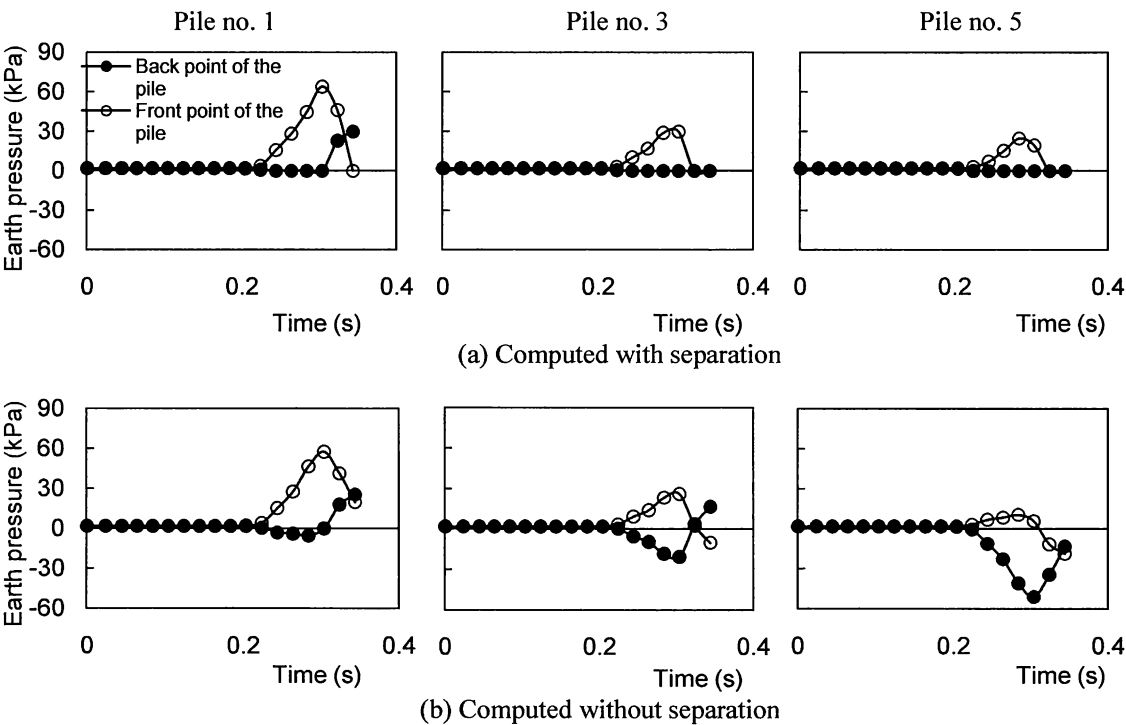 Pile no. 1 Pile no. 3 Pile no. 5
Earth pressure (kPa)
90
60
30
0
-30
-60
Back point of the
pile
Front point of the
pile
0 0.2 0.4
0 0.2 0.4
0 0.2 0.4
Time (s) Time (s) Time (s)
(a) Computed with separation
Earth pressure (kPa)
90
60
30
0
-30
-60
0 0.2 0.4
0 0.2 0.4
0 0.2 0.4
Time (s) Time (s) Time (s)
(b) Computed without separation